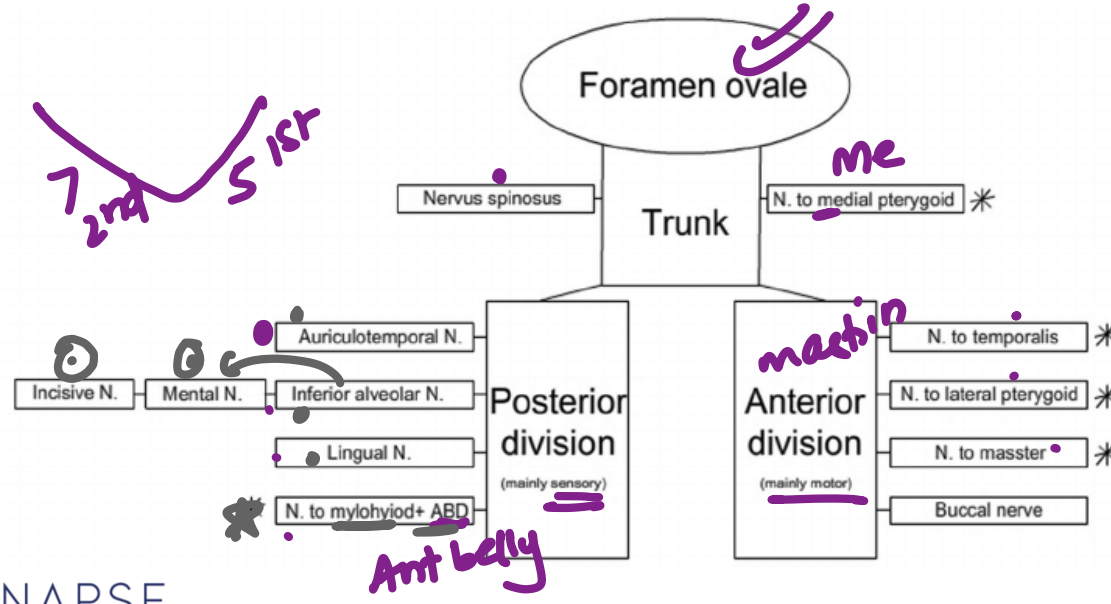 Foramen ovale
7 2nd
5 1st
me
Nervus spinosus
Trunk
N. to medial pterygoid
mastin
Auriculotemporal N.
N. to temporalis
Incisive N.
Mental N.
Inferior alveolar N.
Posterior
division
(mainly sensory)
Anterior
division
(mainly motor)
N. to lateral pterygoid
Lingual N.
N. to masster
N. to mylohyiod+ ABD
Buccal nerve
Ant belly